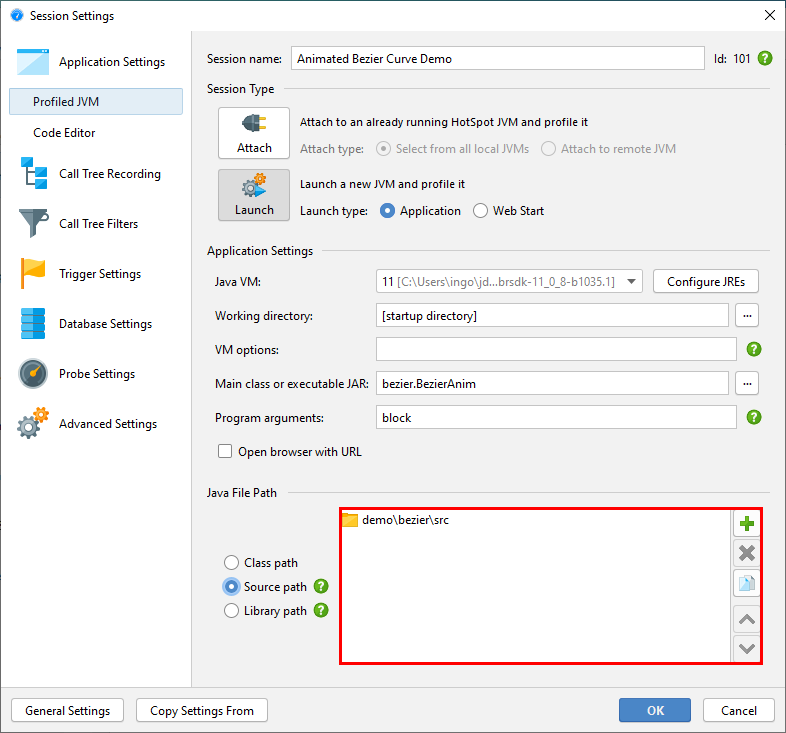 Session Settings
Application Settings
Profiled JVM
Code Editor
Call Tree Recording
Call Tree Filters
Trigger Settings
Database Settings
Probe Settings
Advanced Settings
Session name: Animated Bezier Curve Demo Id: 101 ?
Session Type
Attach
Attach to an already running HotSpot JVM and profile it
Attach type: Select from all local JVMs Attach to remote JVM
Launch
Launch a new JVM and profile it
Launch type: Application Web Start
Application Settings
Java VM: 11 [C:\Users\ingo\jd...brsdk-11_0_8-b1035.1] Configure JREs
Working directory: [startup directory] ...
VM options: ?
Main class or executable JAR: bezier.BezierAnim ...
Program arguments: block ?
Open browser with URL
Java File Path
demo\bezier\src
Class path
Source path ?
Library path ?
General Settings Copy Settings From OK Cancel